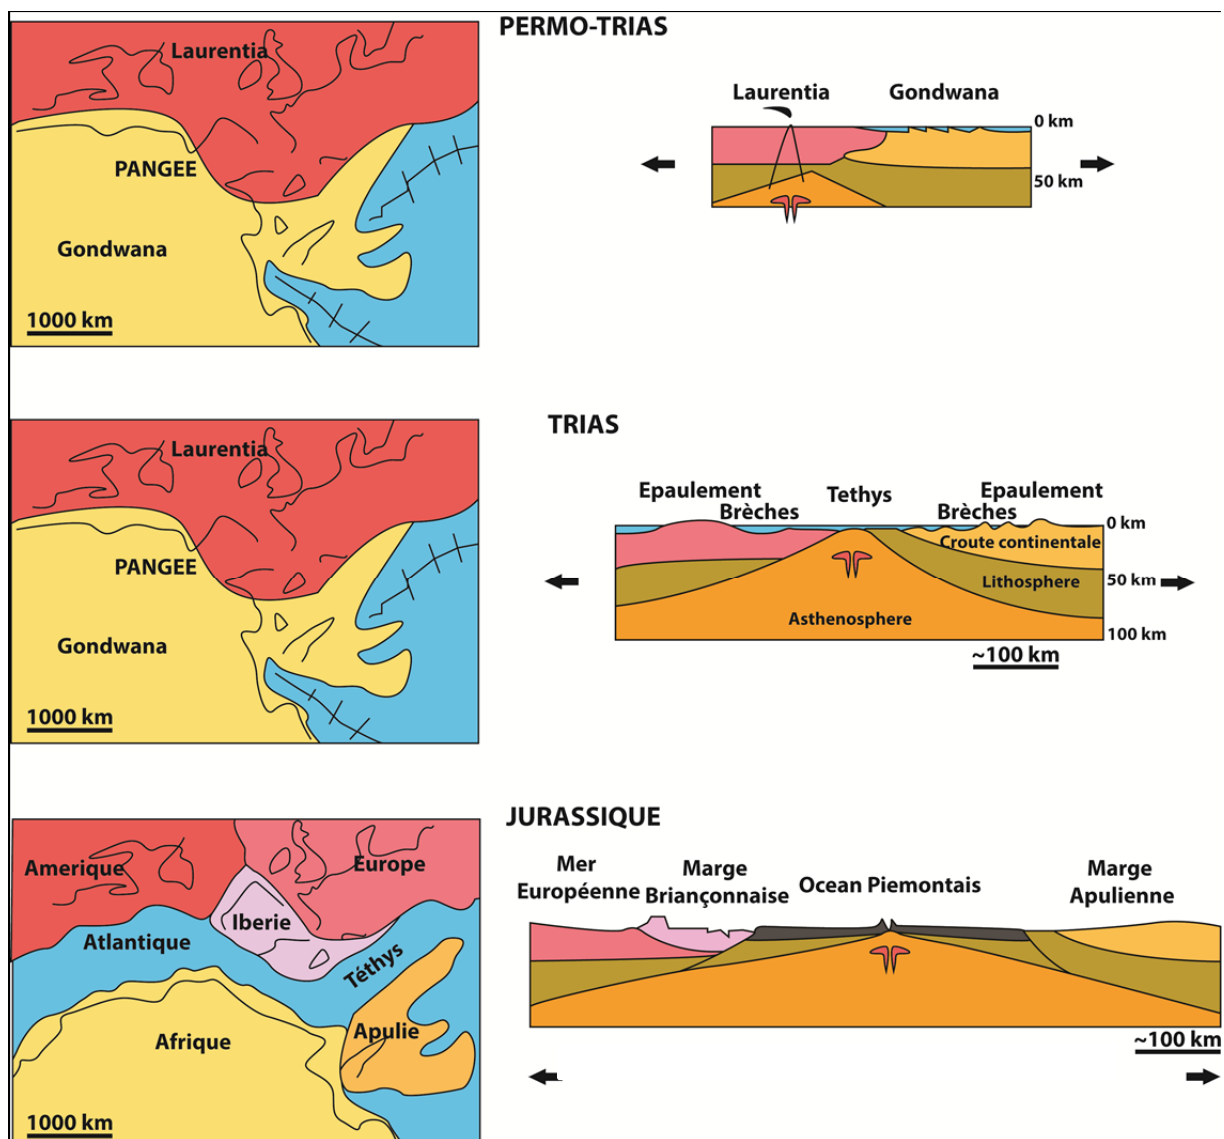 PERMO-TRIAS
Laurentia
PANGEE
Gondwana
1000 km
Laurentia
Gondwana
0 km
50 km
TRIAS
Laurentia
PANGEE
Gondwana
1000 km
Epaulement
Brèches
Tethys
Epaulement
Brèches
0 km
Croute continentale
Lithosphere
50 km
Asthenosphere
100 km
~100 km
JURASSIQUE
Amerique
Europe
Iberie
Atlantique
Téthys
Afrique
Apulie
1000 km
Mer
Européenne
Marge
Briançonnaise
Ocean Piemontais
Marge
Apulienne
~100 km